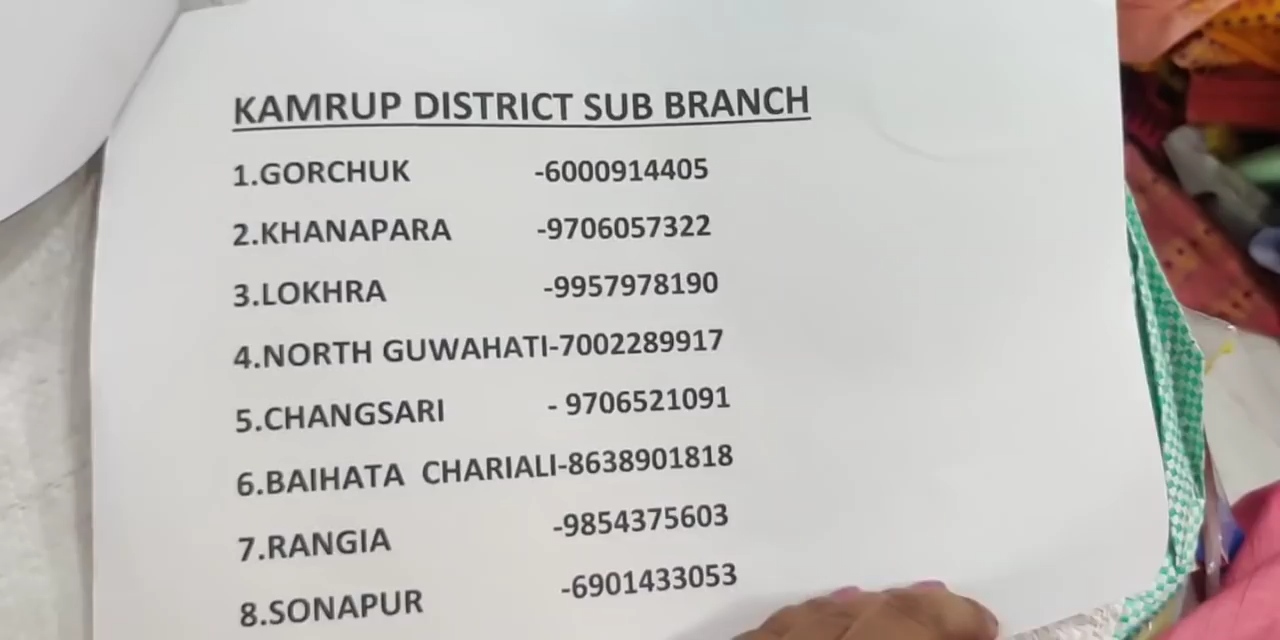 KAMRUP DISTRICT SUB BRANCH
1.GORCHUK -6000914405
2.KHANAPARA -9706057322
3.LOKHRA -9957978190
4.NORTH GUWAHATI-7002289917
5.CHANGSARI - 9706521091
6.BAIHATA CHARIALI-8638901818
7.RANGIA -9854375603
8.SONAPUR -6901433053